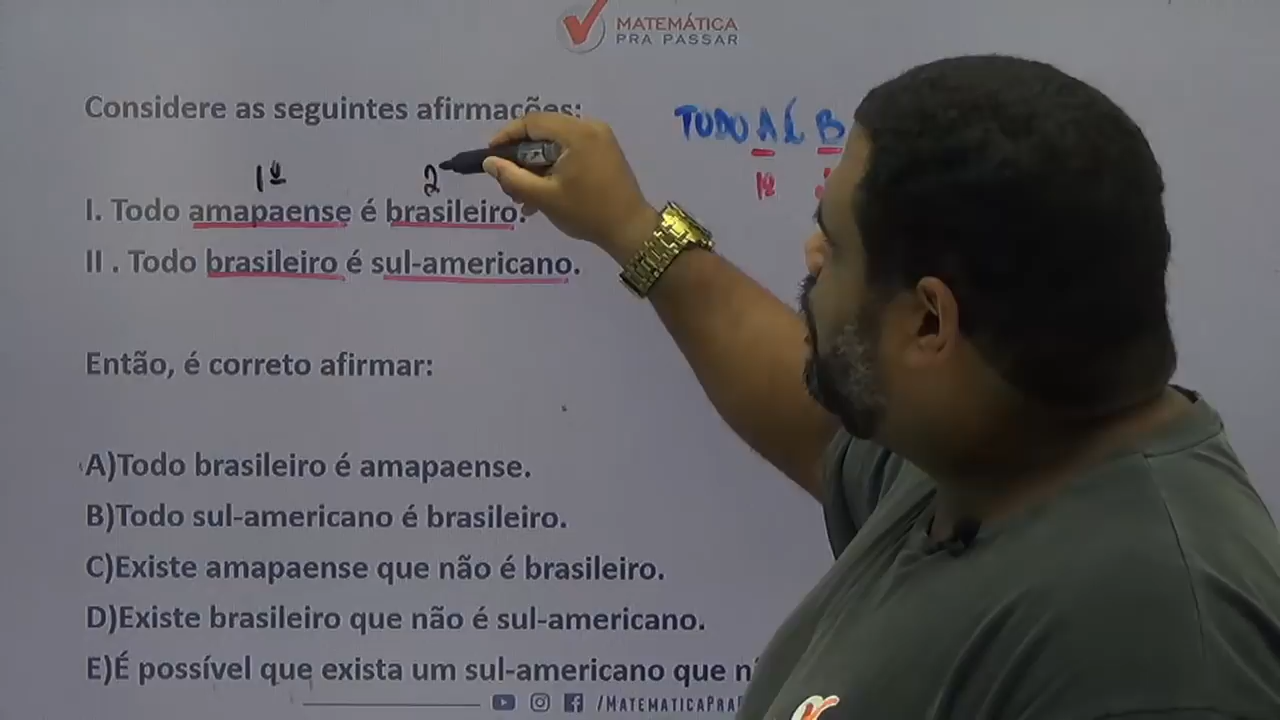 MATEMÁTICA
PRA PASSAR
Considere as seguintes afirmações:
TODO A É B
1º
1º 2
I. Todo amapaense é brasileiro.
II . Todo brasileiro é sul-americano.
Então, é correto afirmar:
A)Todo brasileiro é amapaense.
B)Todo sul-americano é brasileiro.
C)Existe amapaense que não é brasileiro.
D)Existe brasileiro que não é sul-americano.
E)É possível que exista um sul-americano que